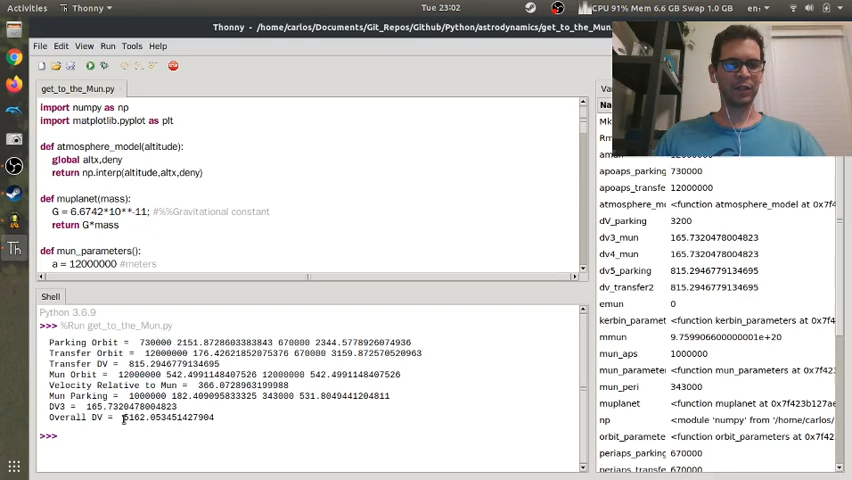 Activities Thonny Tue 23:02 CPU 91% Mem 6.6 G Swap 1.0 G en
Thonny - /home/carlos/Documents/Git_Repos/Github/Python/astrodynamics/get_to_the_Mun.
File Edit View Run Tools Help
get_to_the_Mun.py
import numpy as np
import matplotlib.pyplot as plt
def atmosphere_model(altitude):
global altx,deny
return np.interp(altitude,altx,deny)
def muplanet(mass):
G = 6.6742*10**-11; #%%Gravitational constant
return G*mass
def mun_parameters():
a = 12000000 #meters
Shell
Python 3.6.9
>>> %Run get_to_the_Mun.py
Parking Orbit = 730000 2151.8728603383843 670000 2344.5778926074936
Transfer Orbit = 12000000 176.42621852075376 670000 3159.872570520963
Transfer DV = 815.2946779134695
Mun Orbit = 12000000 542.4991148407526 12000000 542.4991148407526
Velocity Relative to Mun = 366.0728963199988
Mun Parking = 1000000 182.409095833325 343000 531.8049441204811
DV3 = 165.7320478004823
Overall DV = 5162.053451427904
>>>
Va
Na
Mk
Rm
amun 12000000
apoaps_parking 730000
apoaps_transfe 12000000
atmosphere_mo <function atmosphere_model at 0x7f4
dV_parking 3200
dv3_mun 165.7320478004823
dv4_mun 165.7320478004823
dv5_parking 815.2946779134695
dv_transfer2 815.2946779134695
emun 0
kerbin_paramet <function kerbin_parameters at 0x7f4
mmun 9.759906600000001e+20
mun_aps 1000000
mun_parameter <function mun_parameters at 0x7f42
mun_peri 343000
muplanet <function muplanet at 0x7f423b127ae
np <module 'numpy' from '/home/carlos/
orbit_parameter <function orbit_parameters at 0x7f4
periaps_parking 670000
periaps_transfe 670000